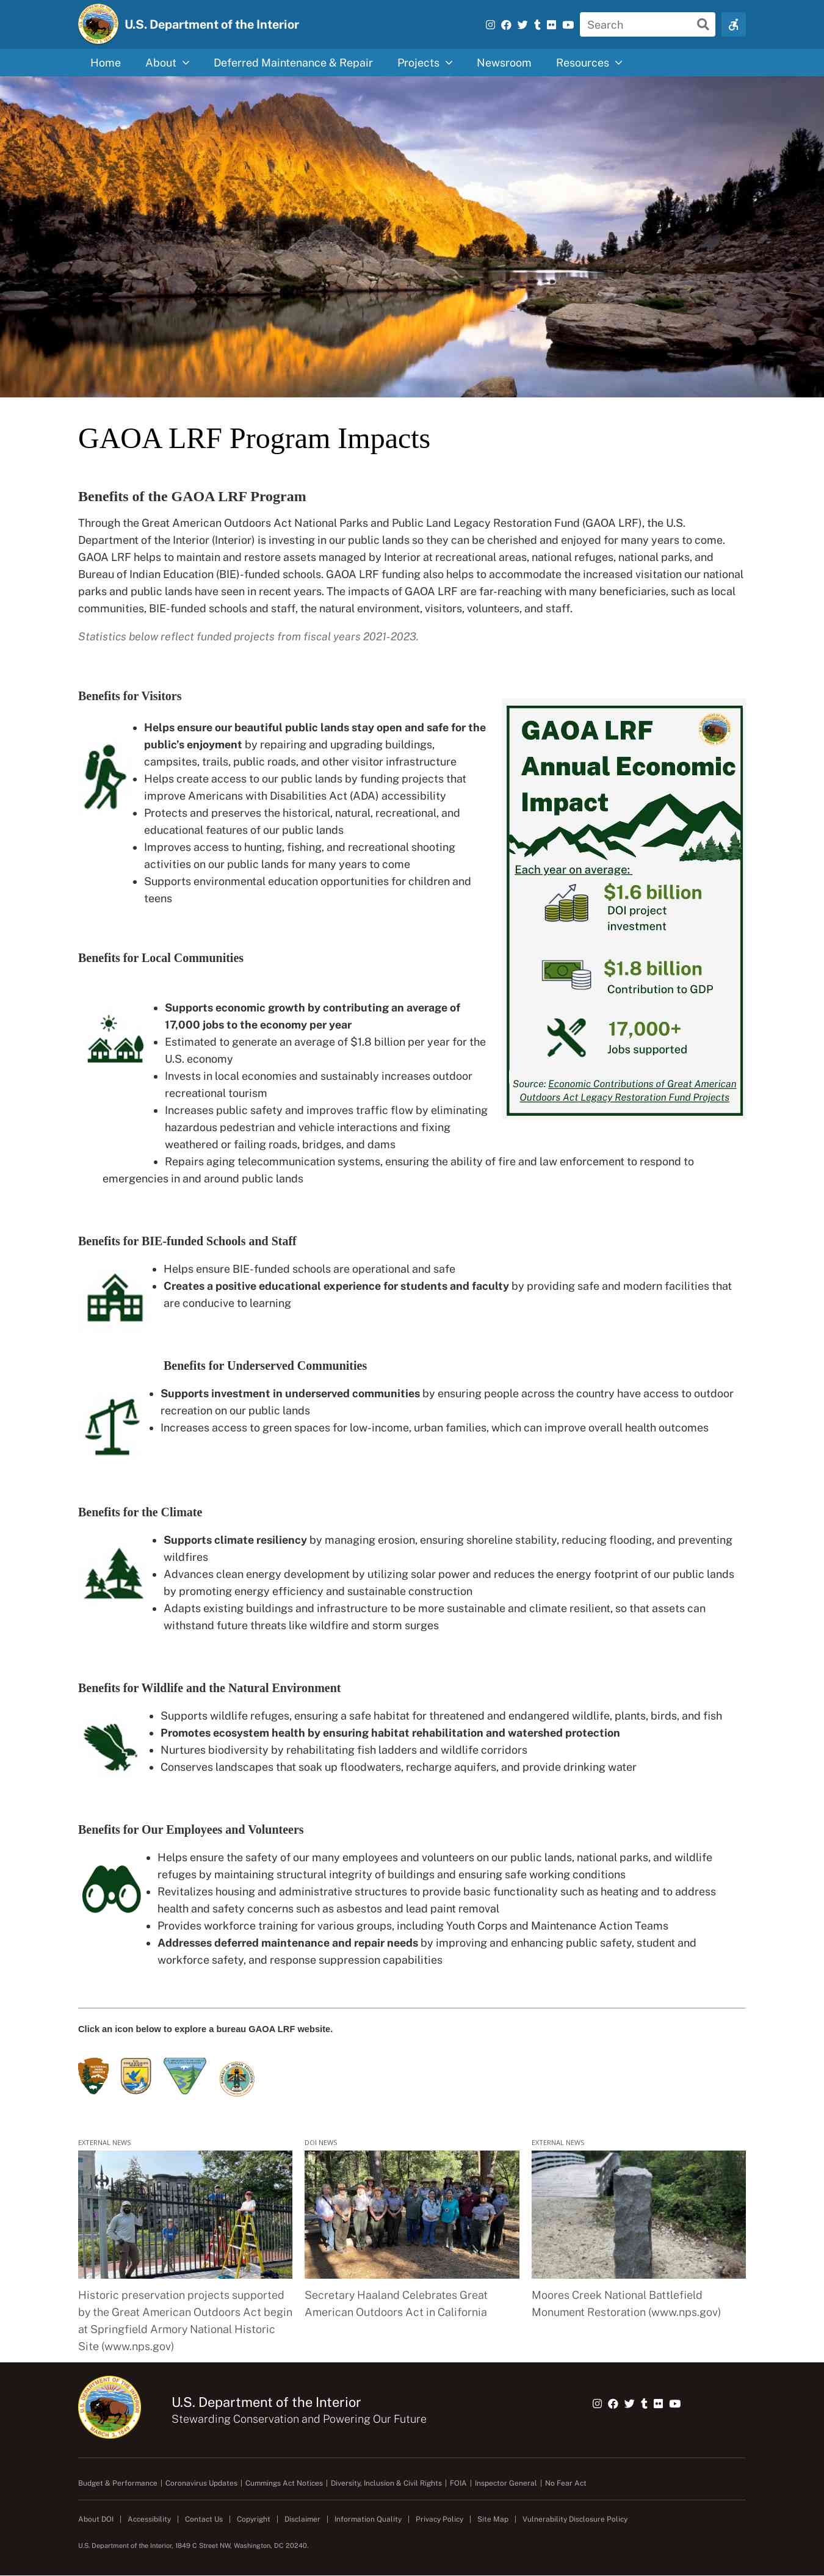 U.S. Department of the Interior
Search
Home
About
Deferred Maintenance & Repair
Projects
Newsroom
Resources
GAOA LRF Program Impacts
Benefits of the GAOA LRF Program
Through the Great American Outdoors Act National Parks and Public Land Legacy Restoration Fund (GAOA LRF), the U.S.
Department of the Interior (Interior) is investing in our public lands so they can be cherished and enjoyed for many years to come.
GAOA LRF helps to maintain and restore assets managed by Interior at recreational areas, national refuges, national parks, and
Bureau of Indian Education (BIE)-funded schools. GAOA LRF funding also helps to accommodate the increased visitation our national
parks and public lands have seen in recent years. The impacts of GAOA LRF are far-reaching with many beneficiaries, such as local
communities, BIE-funded schools and staff, the natural environment, visitors, volunteers, and staff.
Statistics below reflect funded projects from fiscal years 2021-2023.
Benefits for Visitors
• Helps ensure our beautiful public lands stay open and safe for the
public's enjoyment by repairing and upgrading buildings,
campsites, trails, public roads, and other visitor infrastructure
• Helps create access to our public lands by funding projects that
improve Americans with Disabilities Act (ADA) accessibility
• Protects and preserves the historical, natural, recreational, and
educational features of our public lands
• Improves access to hunting, fishing, and recreational shooting
activities on our public lands for many years to come
• Supports environmental education opportunities for children and
teens
GAOA LRF
Annual Economic
Impact
Each year on average:
$1.6 billion
DOI project
investment
$1.8 billion
Contribution to GDP
17,000+
Jobs supported
Source: Economic Contributions of Great American
Outdoors Act Legacy Restoration Fund Projects
Benefits for Local Communities
• Supports economic growth by contributing an average of
17,000 jobs to the economy per year
• Estimated to generate an average of $1.8 billion per year for the
U.S. economy
• Invests in local economies and sustainably increases outdoor
recreational tourism
• Increases public safety and improves traffic flow by eliminating
hazardous pedestrian and vehicle interactions and fixing
weathered or failing roads, bridges, and dams
• Repairs aging telecommunication systems, ensuring the ability of fire and law enforcement to respond to
emergencies in and around public lands
Benefits for BIE-funded Schools and Staff
• Helps ensure BIE-funded schools are operational and safe
• Creates a positive educational experience for students and faculty by providing safe and modern facilities that
are conducive to learning
Benefits for Underserved Communities
• Supports investment in underserved communities by ensuring people across the country have access to outdoor
recreation on our public lands
• Increases access to green spaces for low-income, urban families, which can improve overall health outcomes
Benefits for the Climate
• Supports climate resiliency by managing erosion, ensuring shoreline stability, reducing flooding, and preventing
wildfires
• Advances clean energy development by utilizing solar power and reduces the energy footprint of our public lands
by promoting energy efficiency and sustainable construction
• Adapts existing buildings and infrastructure to be more sustainable and climate resilient, so that assets can
withstand future threats like wildfire and storm surges
Benefits for Wildlife and the Natural Environment
• Supports wildlife refuges, ensuring a safe habitat for threatened and endangered wildlife, plants, birds, and fish
• Promotes ecosystem health by ensuring habitat rehabilitation and watershed protection
• Nurtures biodiversity by rehabilitating fish ladders and wildlife corridors
• Conserves landscapes that soak up floodwaters, recharge aquifers, and provide drinking water
Benefits for Our Employees and Volunteers
• Helps ensure the safety of our many employees and volunteers on our public lands, national parks, and wildlife
refuges by maintaining structural integrity of buildings and ensuring safe working conditions
• Revitalizes housing and administrative structures to provide basic functionality such as heating and to address
health and safety concerns such as asbestos and lead paint removal
• Provides workforce training for various groups, including Youth Corps and Maintenance Action Teams
• Addresses deferred maintenance and repair needs by improving and enhancing public safety, student and
workforce safety, and response suppression capabilities
Click an icon below to explore a bureau GAOA LRF website.
EXTERNAL NEWS
Historic preservation projects supported
by the Great American Outdoors Act begin
at Springfield Armory National Historic
Site (www.nps.gov)
DOI NEWS
Secretary Haaland Celebrates Great
American Outdoors Act in California
EXTERNAL NEWS
Moores Creek National Battlefield
Monument Restoration (www.nps.gov)
U.S. Department of the Interior
Stewarding Conservation and Powering Our Future
Budget & Performance | Coronavirus Updates | Cummings Act Notices | Diversity, Inclusion & Civil Rights | FOIA | Inspector General | No Fear Act
About DOI | Accessibility | Contact Us | Copyright | Disclaimer | Information Quality | Privacy Policy | Site Map | Vulnerability Disclosure Policy
U.S. Department of the Interior, 1849 C Street NW, Washington, DC 20240.